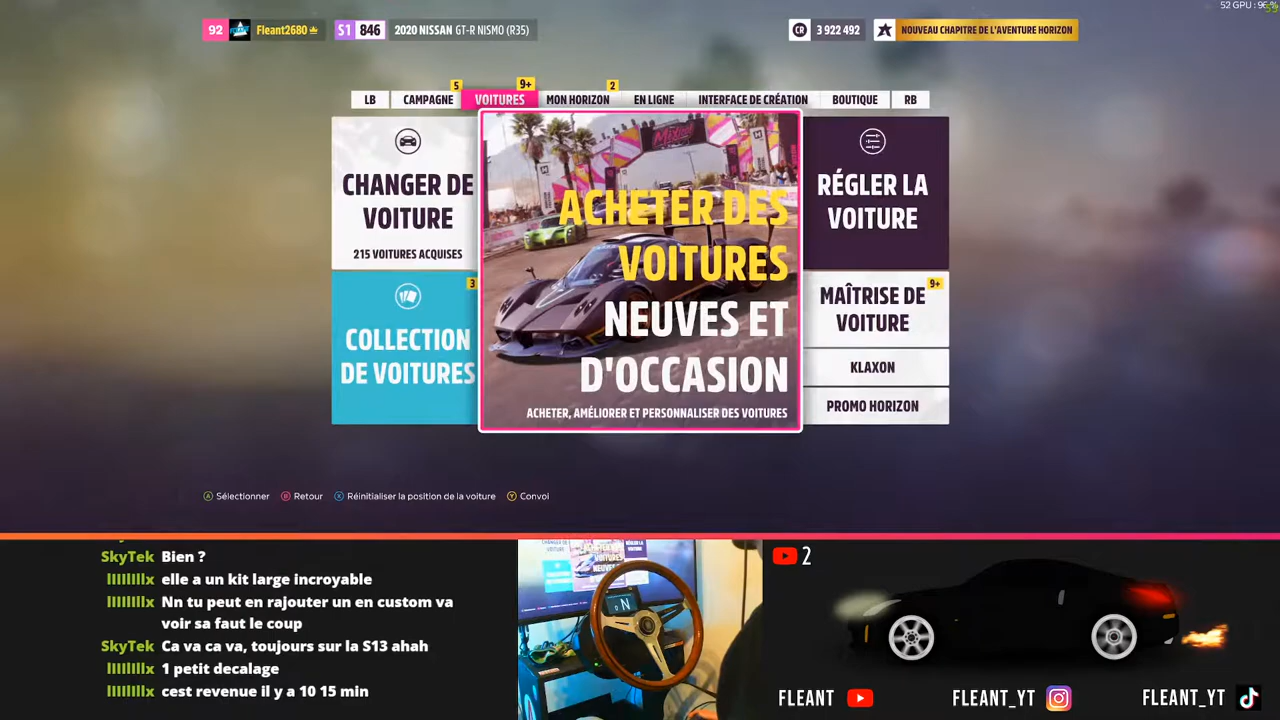 52 GPU : 96 %
92 Fleant2680 S1 846 2020 NISSAN GT-R NISMO (R35)
CR 3 922 492 NOUVEAU CHAPITRE DE L'AVENTURE HORIZON
5 9+ 2
LB CAMPAGNE VOITURES MON HORIZON EN LIGNE INTERFACE DE CRÉATION BOUTIQUE RB
CHANGER DE
VOITURE
215 VOITURES ACQUISES
3
COLLECTION
DE VOITURES
ACHETER DES
VOITURES
NEUVES ET
D'OCCASION
ACHETER, AMÉLIORER ET PERSONNALISER DES VOITURES
RÉGLER LA
VOITURE
9+
MAÎTRISE DE
VOITURE
KLAXON
PROMO HORIZON
A Sélectionner B Retour X Réinitialiser la position de la voiture Y Convoi
SkyTek Bien ?
lllllllx elle a un kit large incroyable
lllllllx Nn tu peut en rajouter un en custom va
voir sa faut le coup
SkyTek Ca va ca va, toujours sur la S13 ahah
lllllllx 1 petit decalage
lllllllx cest revenue il y a 10 15 min
N
2
FLEANT FLEANT_YT FLEANT_YT